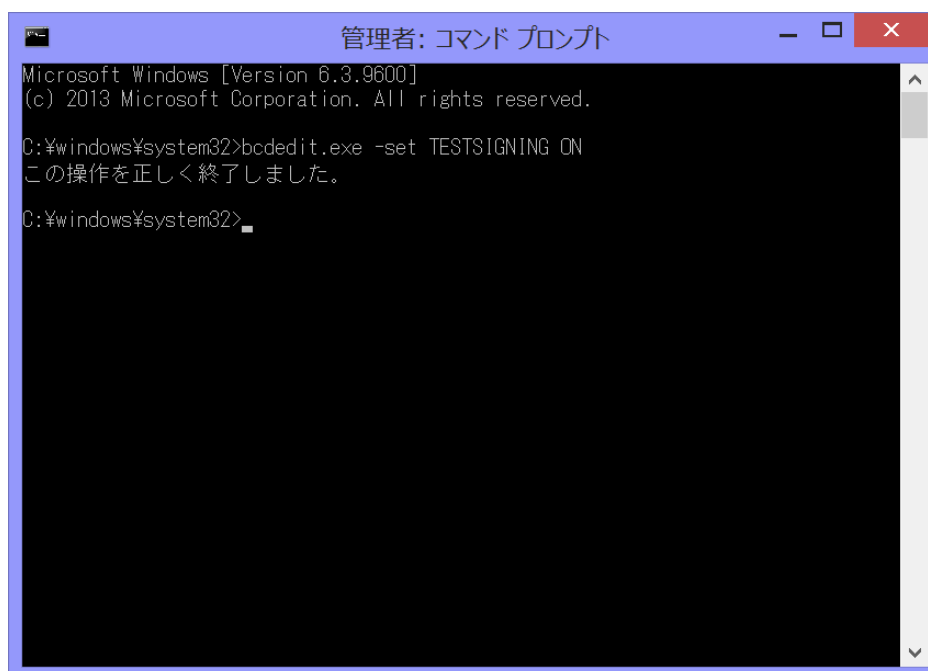 管理者: コマンド プロンプト
Microsoft Windows [Version 6.3.9600]
(c) 2013 Microsoft Corporation. All rights reserved.
C:¥windows¥system32>bcdedit.exe -set TESTSIGNING ON
この操作を正しく終了しました。
C:¥windows¥system32>